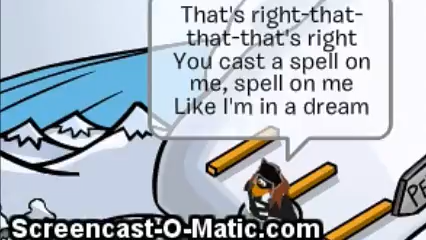 That's right-that-
that-that's right
You cast a spell on
me, spell on me
Like I'm in a dream
PE
Screencast-O-Matic.com